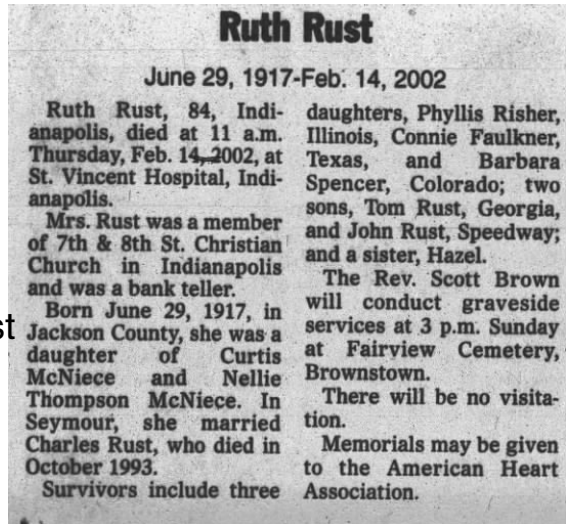 Ruth Rust
June 29, 1917-Feb. 14, 2002
Ruth Rust, 84, Indi-
anapolis, died at 11 a.m.
Thursday, Feb. 14, 2002, at
St. Vincent Hospital, Indi-
anapolis.
Mrs. Rust was a member
of 7th & 8th St. Christian
Church in Indianapolis
and was a bank teller.
Born June 29, 1917, in
Jackson County, she was a
daughter of Curtis
McNiece and Nellie
Thompson McNiece. In
Seymour, she married
Charles Rust, who died in
October 1993.
Survivors include three
daughters, Phyllis Risher,
Illinois, Connie Faulkner,
Texas, and Barbara
Spencer, Colorado; two
sons, Tom Rust, Georgia,
and John Rust, Speedway;
and a sister, Hazel.
The Rev. Scott Brown
will conduct graveside
services at 3 p.m. Sunday
at Fairview Cemetery,
Brownstown.
There will be no visita-
tion.
Memorials may be given
to the American Heart
Association.
st